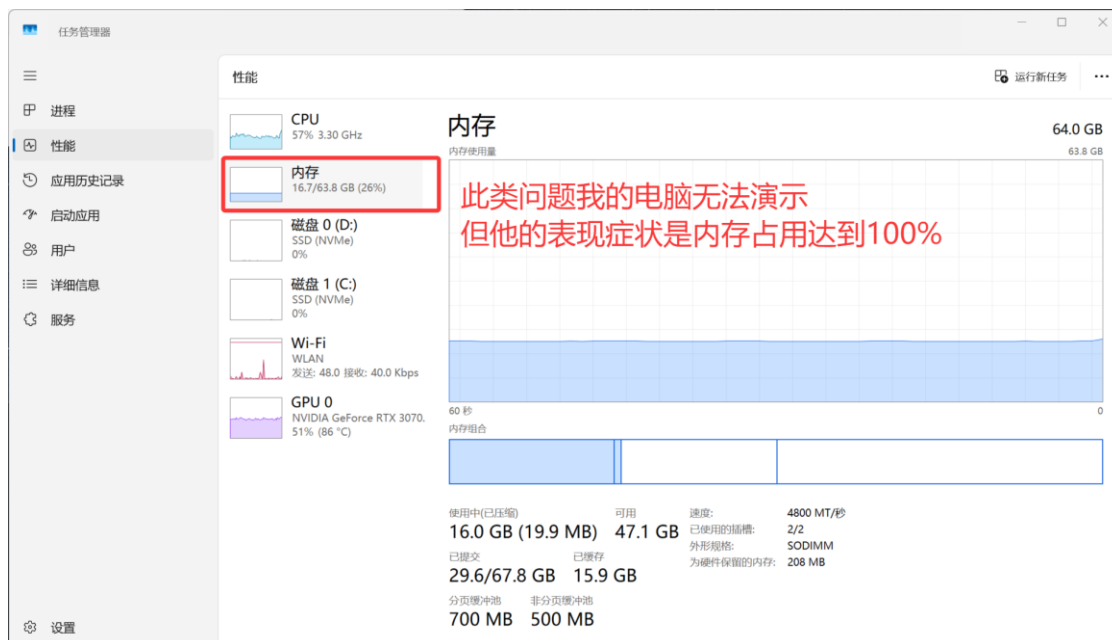 任务管理器
进程
性能
应用历史记录
启动应用
用户
详细信息
服务
设置
性能
运行新任务
CPU
57% 3.30 GHz
内存
16.7/63.8 GB (26%)
磁盘 0 (D:)
SSD (NVMe)
0%
磁盘 1 (C:)
SSD (NVMe)
0%
Wi-Fi
WLAN
发送: 48.0 接收: 40.0 Kbps
GPU 0
NVIDIA GeForce RTX 3070.
51% (86 °C)
内存
64.0 GB
内存使用量
63.8 GB
此类问题我的电脑无法演示
但他的表现症状是内存占用达到100%
60 秒
0
内存组合
使用中(已压缩)
16.0 GB (19.9 MB)
可用
47.1 GB
已提交
29.6/67.8 GB
已缓存
15.9 GB
分页缓冲池
700 MB
非分页缓冲池
500 MB
速度:
4800 MT/秒
已使用的插槽:
2/2
外形规格:
SODIMM
为硬件保留的内存:
208 MB